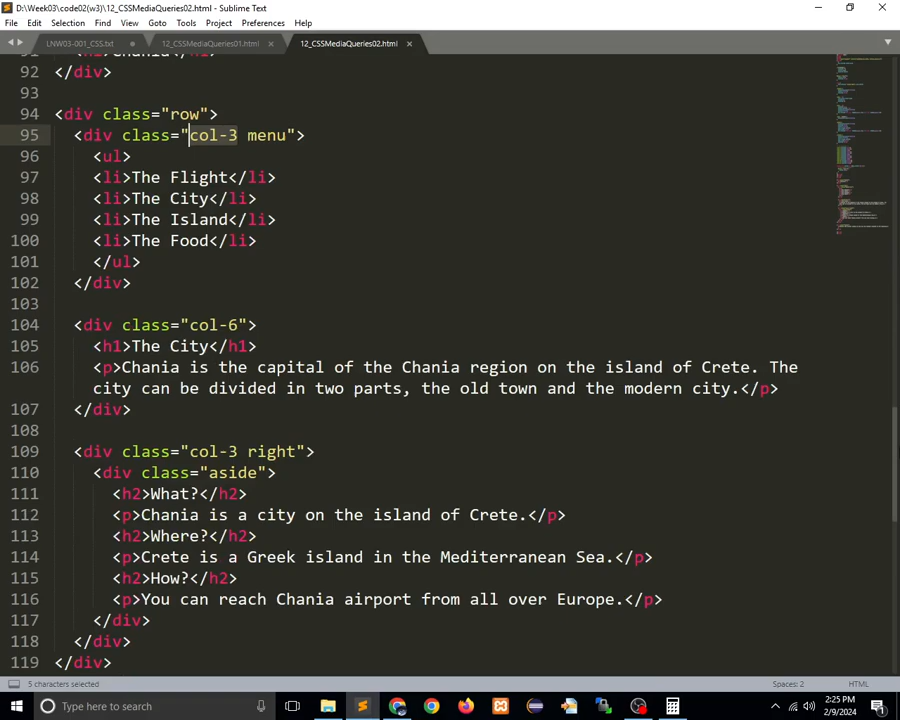 D:\Week03\code02(w3)\12_CSSMediaQueries02.html - Sublime Text
File Edit Selection Find View Goto Tools Project Preferences Help
LNW03-001_CSS.txt 12_CSSMediaQueries01.html 12_CSSMediaQueries02.html
91 <h1>Chania</h1>
92 </div>
93
94 <div class="row">
95 <div class="col-3 menu">
96 <ul>
97 <li>The Flight</li>
98 <li>The City</li>
99 <li>The Island</li>
100 <li>The Food</li>
101 </ul>
102 </div>
103
104 <div class="col-6">
105 <h1>The City</h1>
106 <p>Chania is the capital of the Chania region on the island of Crete. The
city can be divided in two parts, the old town and the modern city.</p>
107 </div>
108
109 <div class="col-3 right">
110 <div class="aside">
111 <h2>What?</h2>
112 <p>Chania is a city on the island of Crete.</p>
113 <h2>Where?</h2>
114 <p>Crete is a Greek island in the Mediterranean Sea.</p>
115 <h2>How?</h2>
116 <p>You can reach Chania airport from all over Europe.</p>
117 </div>
118 </div>
119 </div>
5 characters selected Spaces: 2 HTML
Type here to search 2:25 PM
2/9/2024